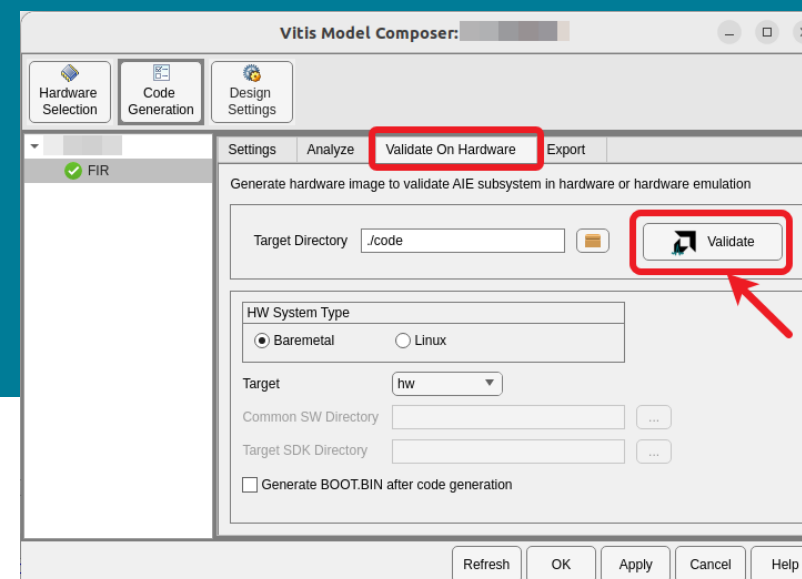 Vitis Model Composer:
Hardware
Selection
Code
Generation
Design
Settings
FIR
Settings
Analyze
Validate On Hardware
Export
Generate hardware image to validate AIE subsystem in hardware or hardware emulation
Target Directory
./code
Validate
HW System Type
Baremetal
Linux
Target
hw
Common SW Directory
...
Target SDK Directory
...
Generate BOOT.BIN after code generation
Refresh
OK
Apply
Cancel
Help